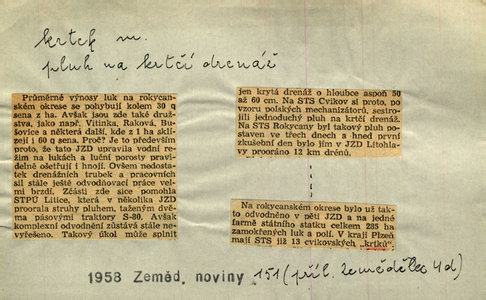 krtek m.
pluh na krtčí drenáž
Průměrné výnosy luk na rokycan-
ském okrese se pohybují kolem 30 q
sena z ha. Avšak jsou zde také druž-
stva, jako např. Vitinka, Raková, Bu-
šovice a některá další, kde z 1 ha sklí-
zejí i 60 q sena. Proč? Je to především
proto, že tato JZD upravila vodní re-
žim na lukách a luční porosty pravi-
delně ošetřují i hnojí. Ovšem nedosta-
tek drenážních trubek a pracovních
sil stále ještě odvodňovací práce vel-
mi brzdí. Zčásti zde sice pomohla
STPÚ Litice, která v několika JZD
proorala struhy pluhem, taženým dvě-
ma pásovými traktory S-80. Avšak
komplexní odvodnění zůstává stále ne-
vyřešeno. Takový úkol může splnit
jen krytá drenáž o hloubce aspoň 50
až 60 cm. Na STS Cvikov si proto, po
vzoru polských mechanizátorů, sestro-
jili jednoduchý pluh na krtčí drenáž.
Na STS Rokycany byl takový pluh po-
staven ve třech dnech a hned první
zkušební den bylo jím v JZD Litohla-
vy prooráno 12 km drénů.
Na rokycanském okrese bylo už tak-
to odvodněno v pěti JZD a na jedné
farmě státního statku celkem 285 ha
zamokřených luk a polí. V kraji Plzeň
mají STS již 13 cvikovských „krtků“.
1958 Zeměd. noviny 151 (příl. Zemědělec 4d)